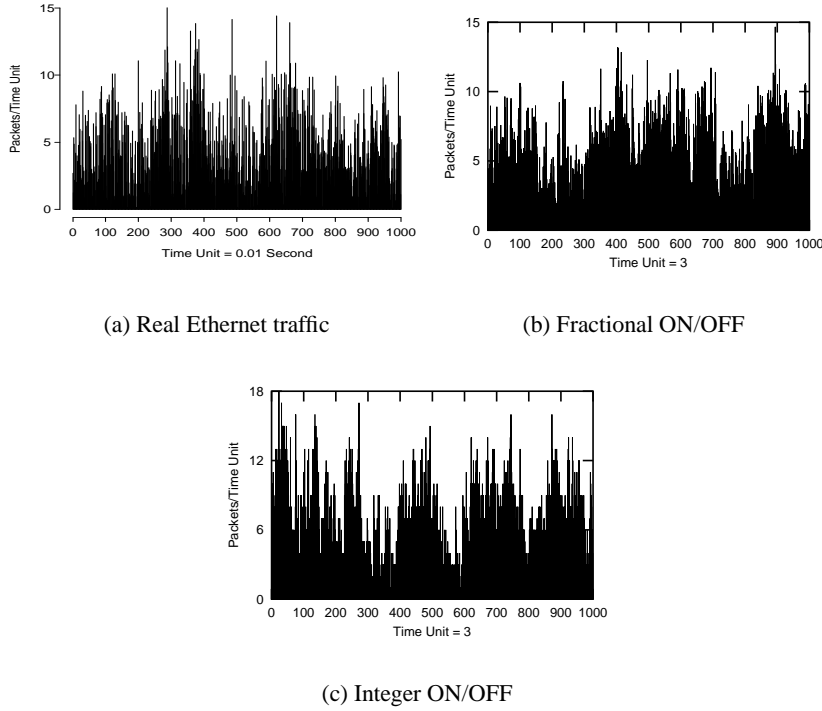 15
10
5
0
Packets/Time Unit
0 100 200 300 400 500 600 700 800 900 1000
Time Unit = 0.01 Second
(a) Real Ethernet traffic
15
10
5
0
Packets/Time Unit
0 100 200 300 400 500 600 700 800 900 1000
Time Unit = 3
(b) Fractional ON/OFF
18
12
6
0
Packets/Time Unit
0 100 200 300 400 500 600 700 800 900 1000
Time Unit = 3
(c) Integer ON/OFF